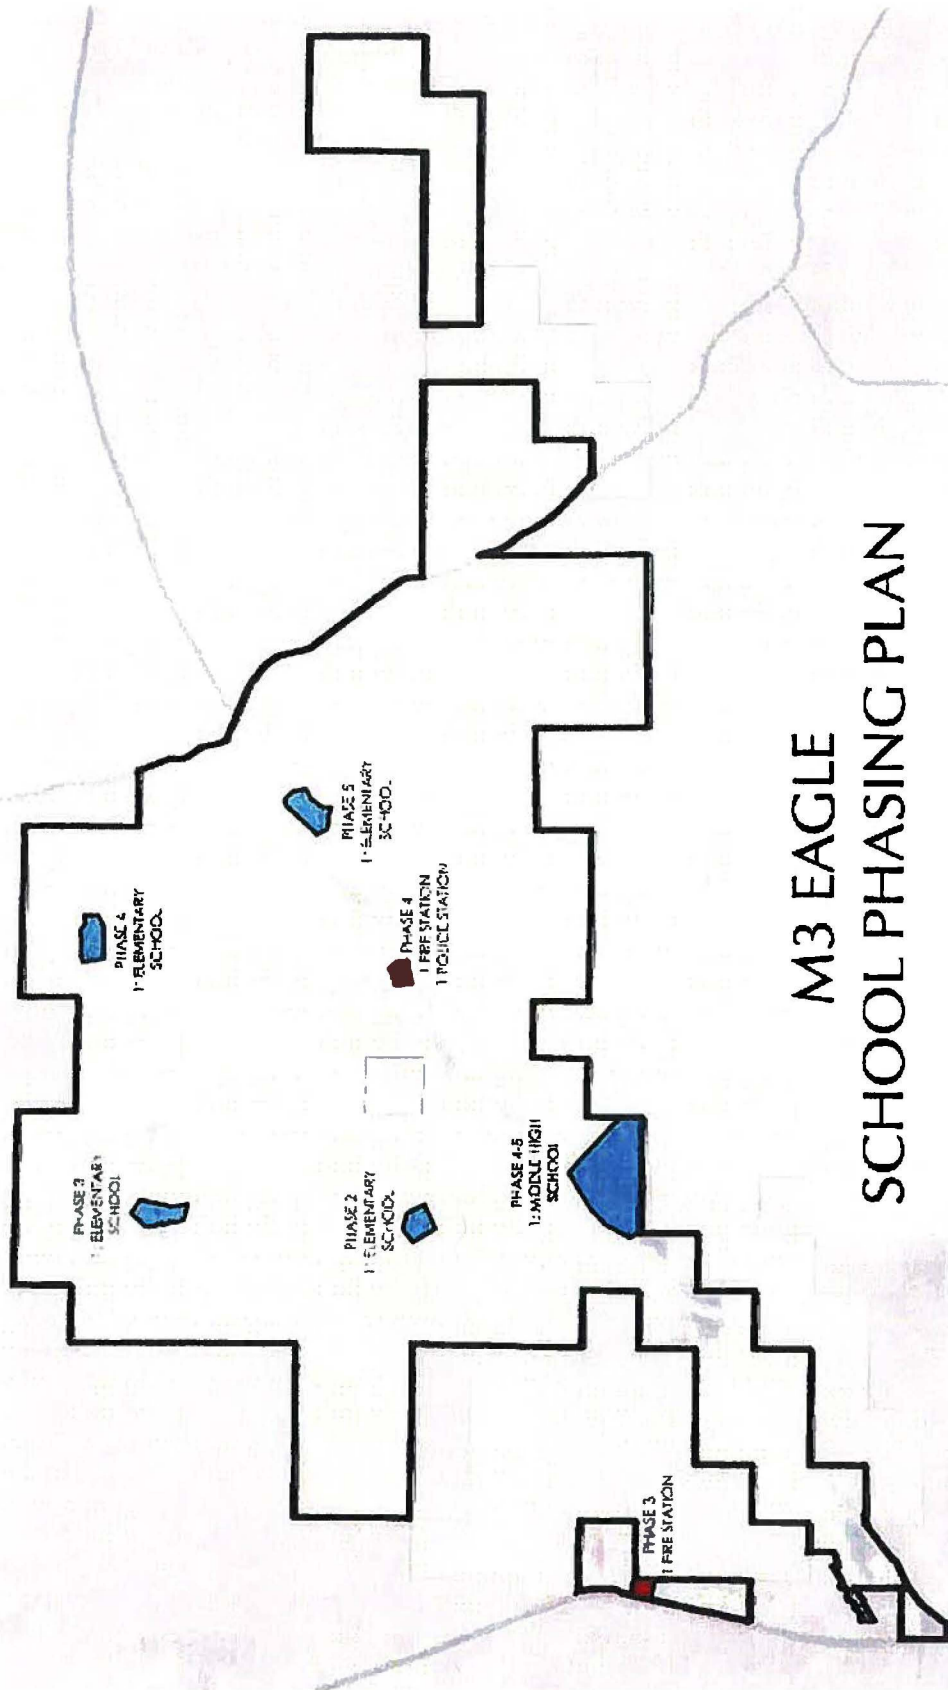 M3 EAGLE
SCHOOL PHASING PLAN
PHASE 3
1: ELEMENTARY
SCHOOL
PHASE 4
1: ELEMENTARY
SCHOOL
PHASE 2
1: ELEMENTARY
SCHOOL
PHASE 4
1 FIRE STATION
1 POLICE STATION
PHASE 5
1: ELEMENTARY
SCHOOL
PHASE 4-5
1: MIDDLE HIGH
SCHOOL
PHASE 3
1 FIRE STATION